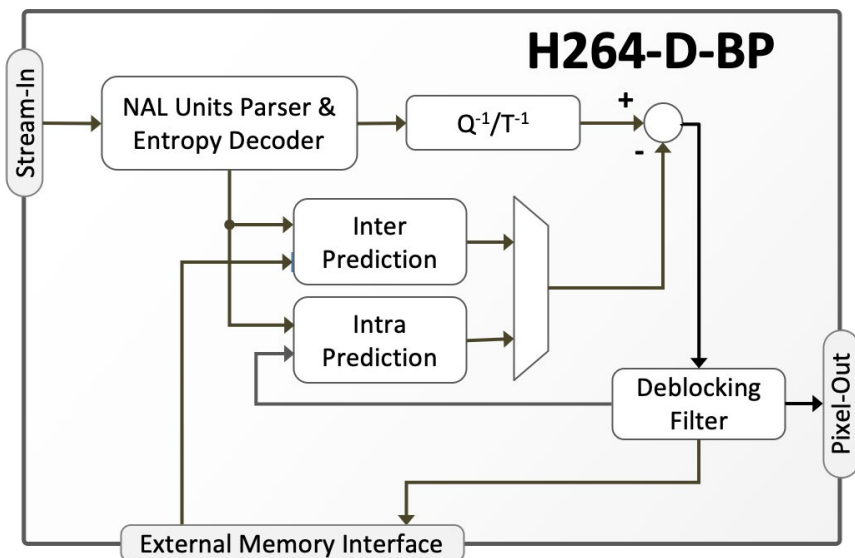 H264-D-BP
Stream-In
NAL Units Parser &
Entropy Decoder
Q⁻¹/T⁻¹
+
-
Inter
Prediction
Intra
Prediction
Deblocking
Filter
Pixel-Out
External Memory Interface